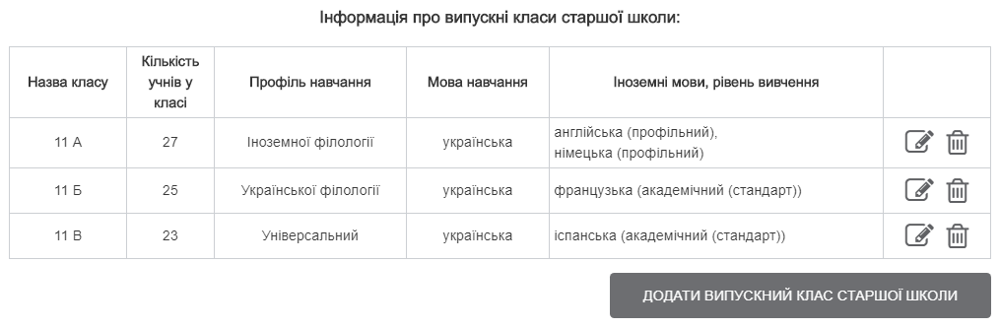 Інформація про випускні класи старшої школи:
Назва класу
Кількість
учнів у
класі
Профіль навчання
Мова навчання
Іноземні мови, рівень вивчення
11 А
27
Іноземної філології
українська
англійська (профільний),
німецька (профільний)
11 Б
25
Української філології
українська
французька (академічний (стандарт))
11 В
23
Універсальний
українська
іспанська (академічний (стандарт))
ДОДАТИ ВИПУСКНИЙ КЛАС СТАРШОЇ ШКОЛИ